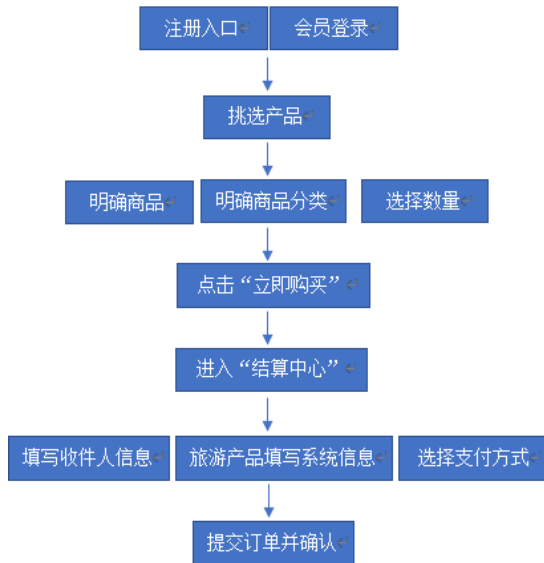 注册入口 会员登录
挑选产品
明确商品 明确商品分类 选择数量
点击“立即购买”
进入“结算中心”
填写收件人信息 旅游产品填写系统信息 选择支付方式
提交订单并确认